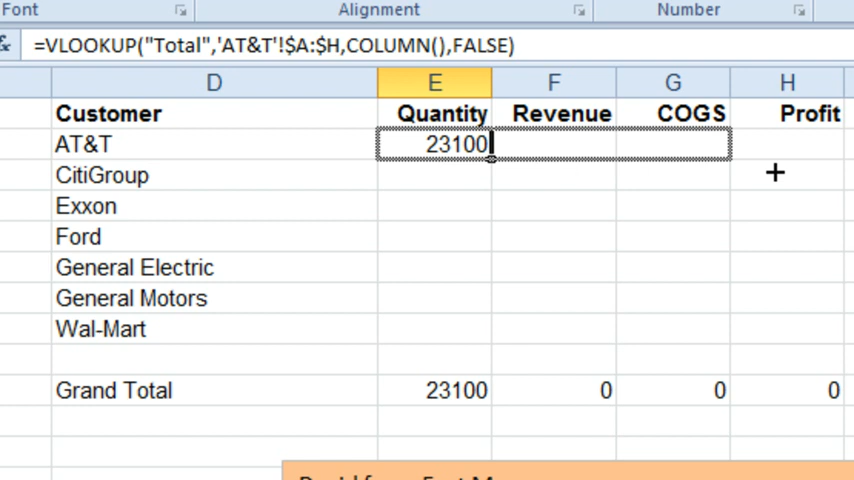 Font Alignment Number
=VLOOKUP("Total",'AT&T'!$A:$H,COLUMN(),FALSE)
D E F G H
Customer Quantity Revenue COGS Profit
AT&T 23100
CitiGroup
Exxon
Ford
General Electric
General Motors
Wal-Mart
Grand Total 23100 0 0 0